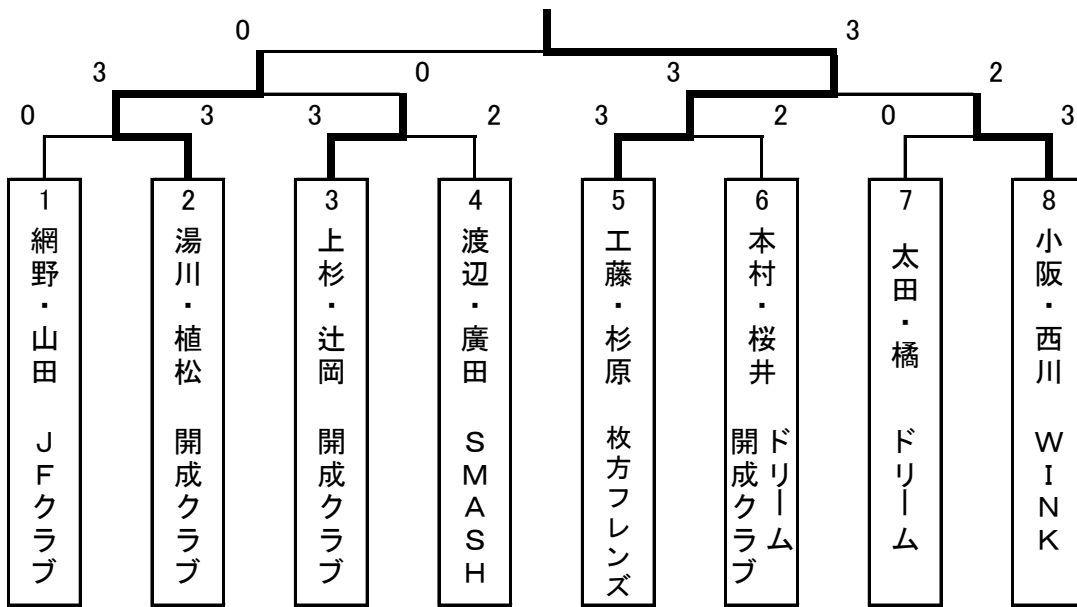 0 3
3 0 3 2
0 3 3 2 3 2 0 3
1 網野・山田 JFクラブ
2 湯川・植松 開成クラブ
3 上杉・辻岡 開成クラブ
4 渡辺・廣田 SMASH
5 工藤・杉原 枚方フレンズ
6 本村・桜井 ドリーム
開成クラブ
7 太田・橘 ドリーム
8 小阪・西川 WINK